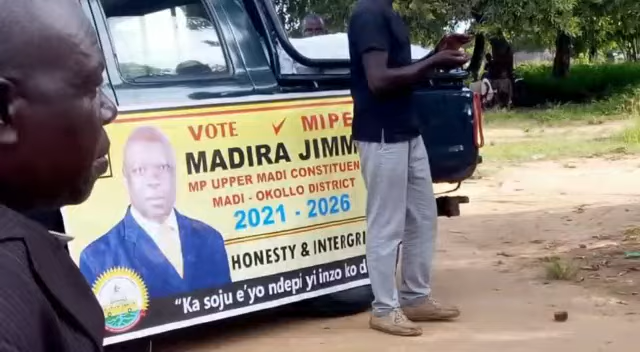 VOTE ✓ MIPE
MADIRA JIMM
MP UPPER MADI CONSTITUEN
MADI - OKOLLO DISTRICT
2021 - 2026
HONESTY & INTERGRI
"Ka soju e'yo ndepi yi inzo ko d